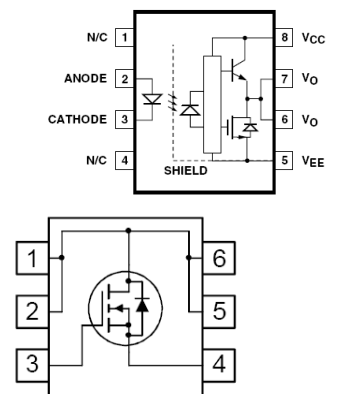 N/C 1 8 VCC
ANODE 2 7 VO
CATHODE 3 6 VO
N/C 4 5 VEE
SHIELD
1 6
2 5
3 4